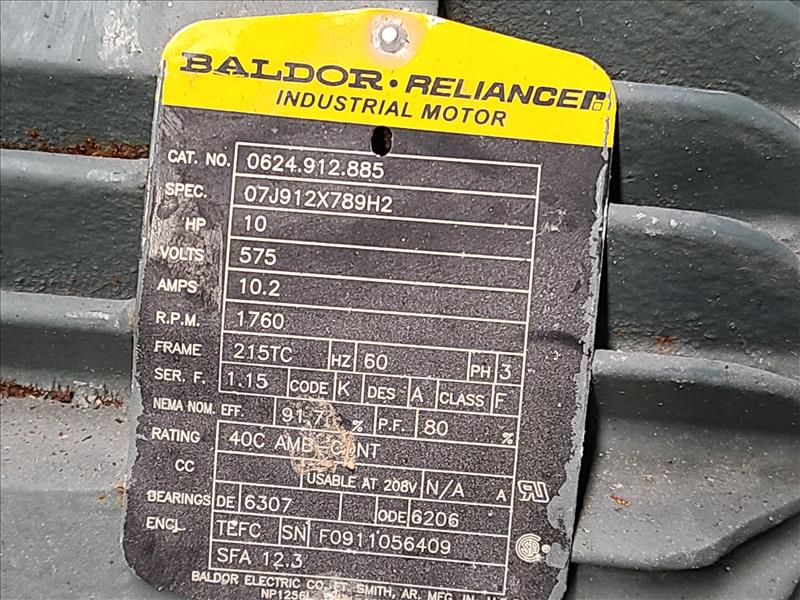 BALDOR · RELIANCER
INDUSTRIAL MOTOR
CAT. NO. 0624.912.885
SPEC. 07J912X789H2
HP 10
VOLTS 575
AMPS 10.2
R.P.M. 1760
FRAME 215TC HZ 60 PH 3
SER. F. 1.15 CODE K DES A CLASS F
NEMA NOM. EFF. 91.7 % P.F. 80 %
RATING 40C AMB-CONT
CC USABLE AT 208V N/A A
BEARINGS DE 6307 ODE 6206
ENCL TEFC SN F0911056409
SFA 12.3
BALDOR ELECTRIC CO. FT. SMITH, AR. MFG. IN
NP1256L